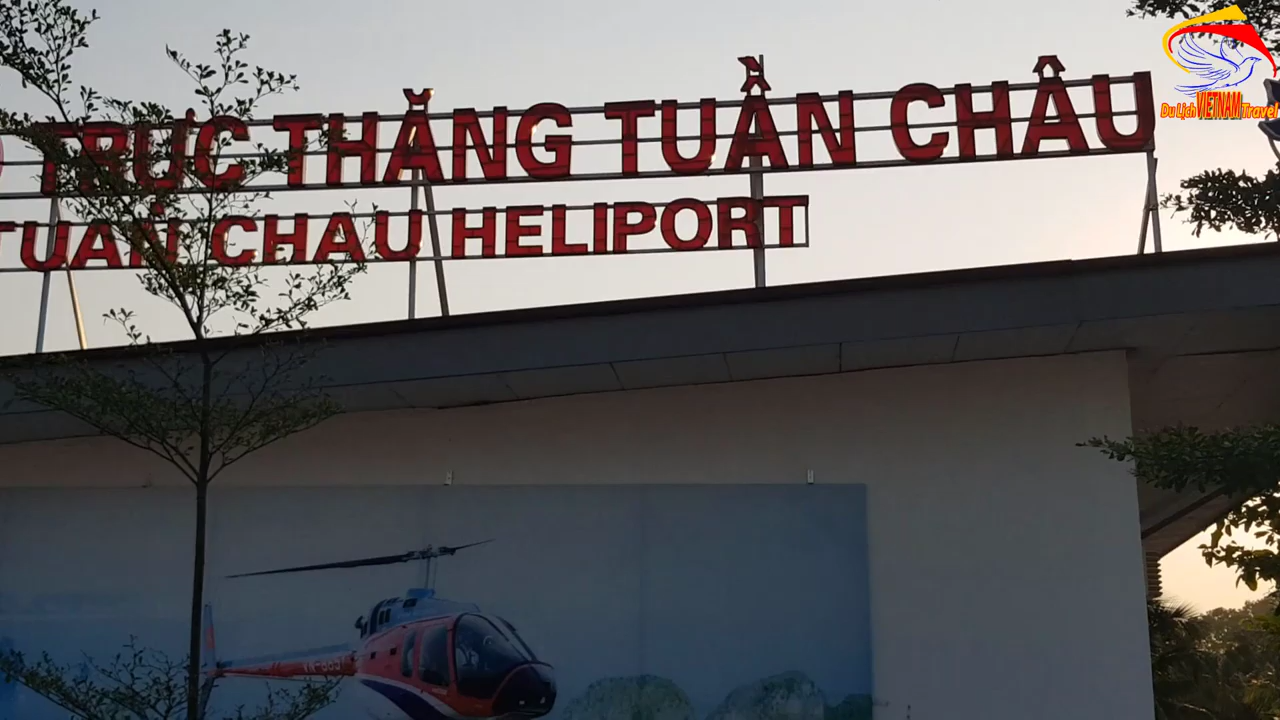 TRỰC THĂNG TUẦN CHÂU
TUAN CHAU HELIPORT
Du Lịch VIETNAM Travel